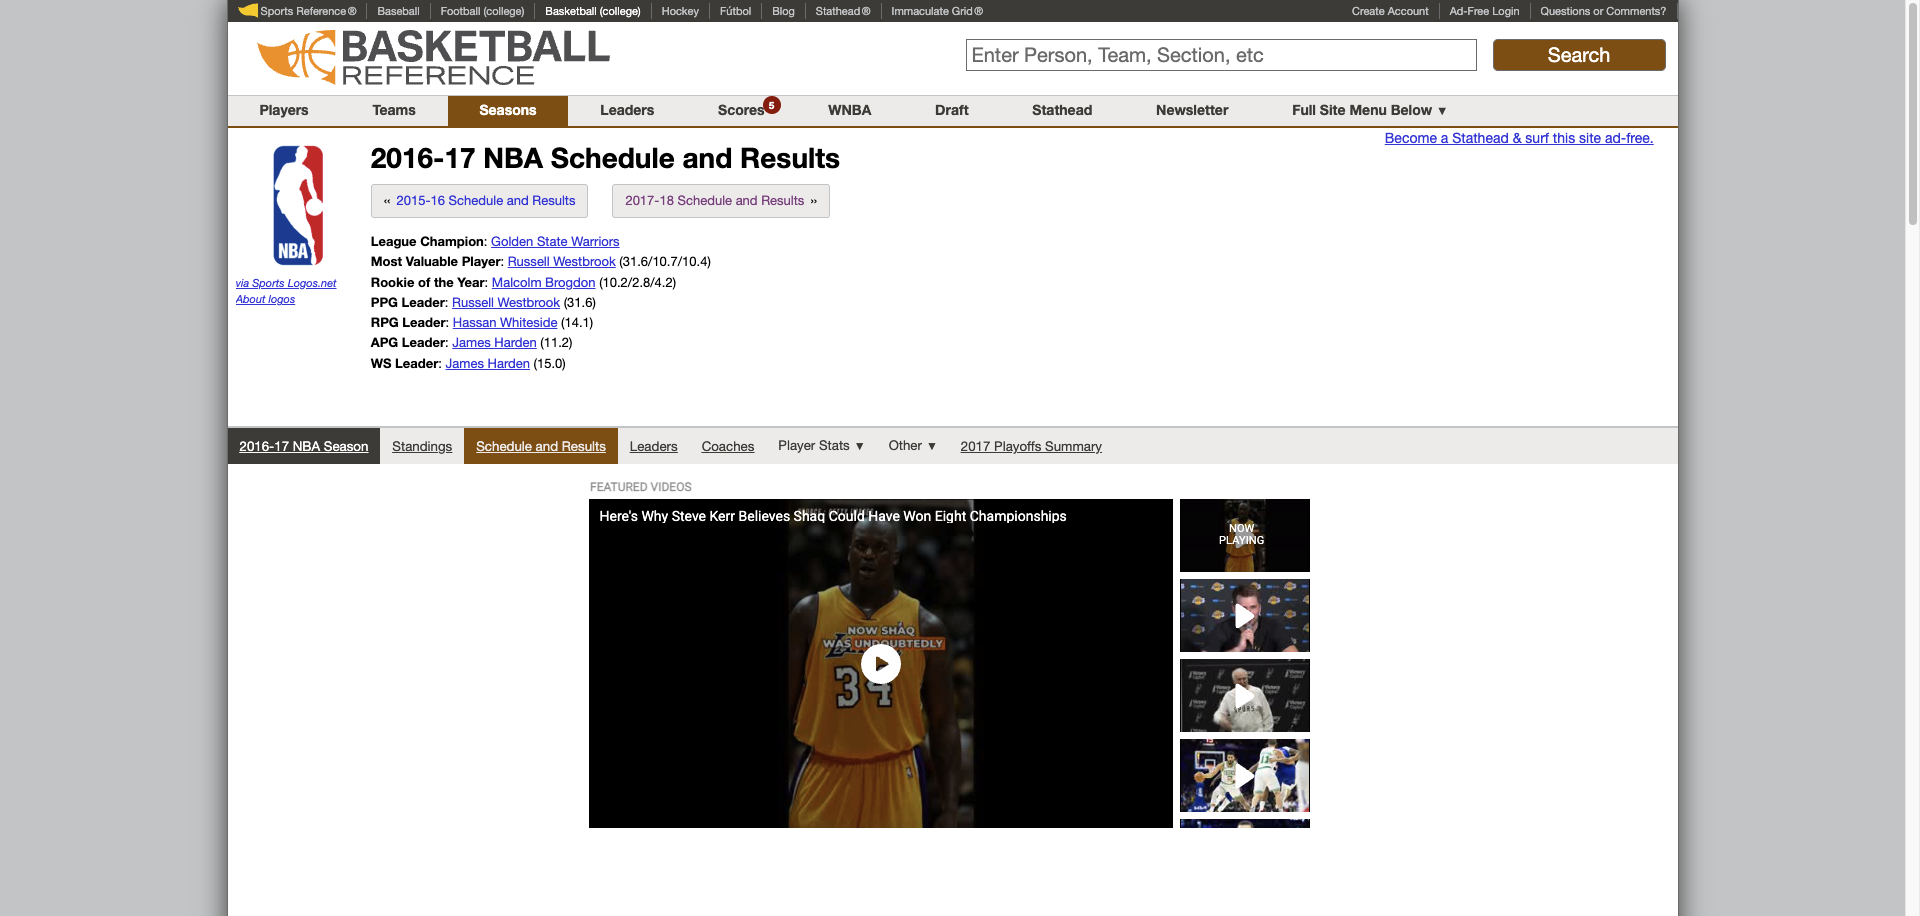 Sports Reference®
Baseball
Football (college)
Basketball (college)
Hockey
Fútbol
Blog
Stathead®
Immaculate Grid®
Create Account
Ad-Free Login
Questions or Comments?
BASKETBALL
REFERENCE
Enter Person, Team, Section, etc
Search
Players
Teams
Seasons
Leaders
Scores
5
WNBA
Draft
Stathead
Newsletter
Full Site Menu Below ▼
Become a Stathead & surf this site ad-free.
NBA
via Sports Logos.net
About logos
2016-17 NBA Schedule and Results
« 2015-16 Schedule and Results
2017-18 Schedule and Results »
League Champion: Golden State Warriors
Most Valuable Player: Russell Westbrook (31.6/10.7/10.4)
Rookie of the Year: Malcolm Brogdon (10.2/2.8/4.2)
PPG Leader: Russell Westbrook (31.6)
RPG Leader: Hassan Whiteside (14.1)
APG Leader: James Harden (11.2)
WS Leader: James Harden (15.0)
2016-17 NBA Season
Standings
Schedule and Results
Leaders
Coaches
Player Stats ▼
Other ▼
2017 Playoffs Summary
FEATURED VIDEOS
Here's Why Steve Kerr Believes Shaq Could Have Won Eight Championships
NOW SHAQ
WAS UNDOUBTEDLY
34
NOW
PLAYING
SPURS